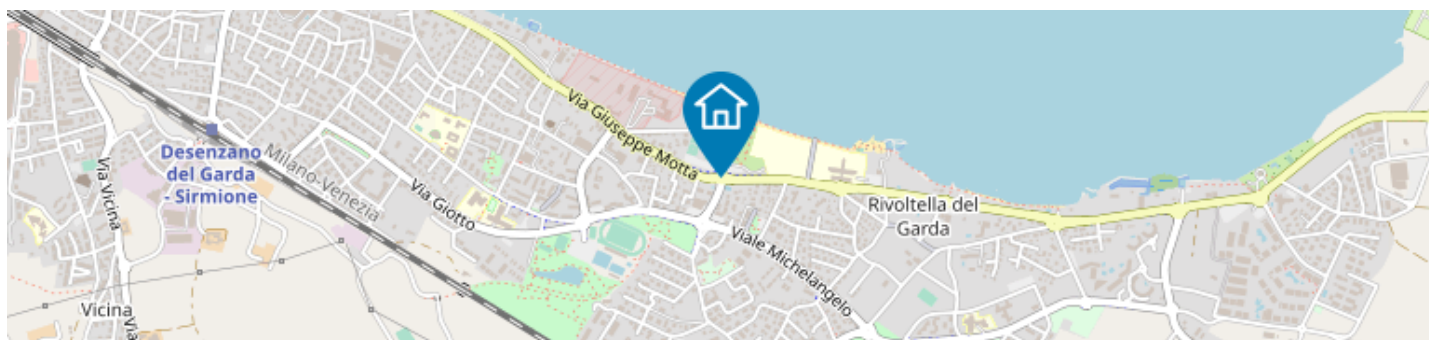 Via Giuseppe Motta
Desenzano
del Garda
- Sirmione
Milano-Venezia
Via Vicina
Via Giotto
Rivoltella del
Garda
Viale Michelangelo
Vicina
Via